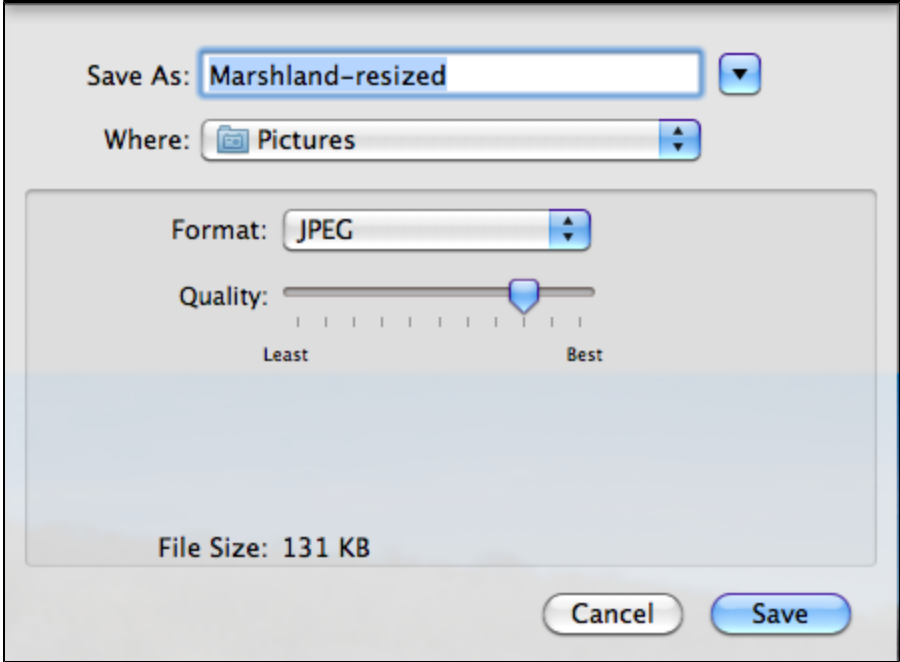 Save As: Marshland-resized
Where: Pictures
Format: JPEG
Quality:
Least Best
File Size: 131 KB
Cancel Save